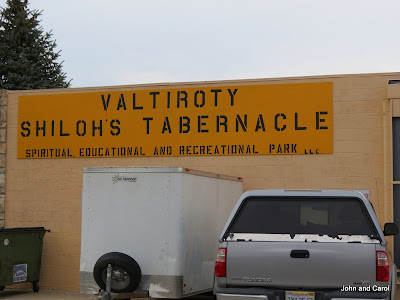 VALTIROTY
SHILOH'S TABERNACLE
SPIRITUAL EDUCATIONAL AND RECREATIONAL PARK LLC
John and Carol